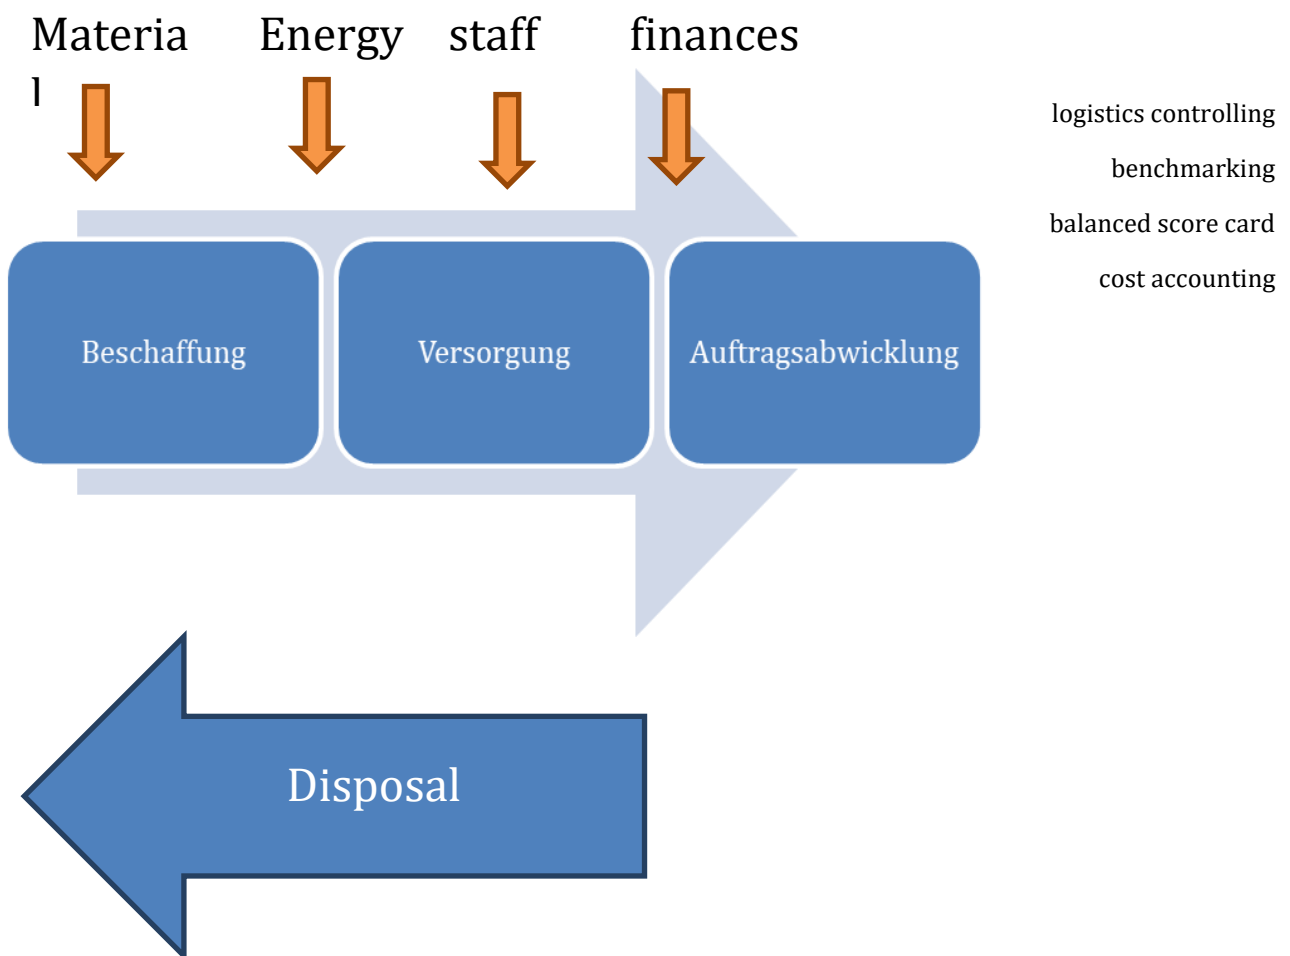 Materia
l
Energy
staff
finances
logistics controlling
benchmarking
balanced score card
cost accounting
Beschaffung
Versorgung
Auftragsabwicklung
Disposal